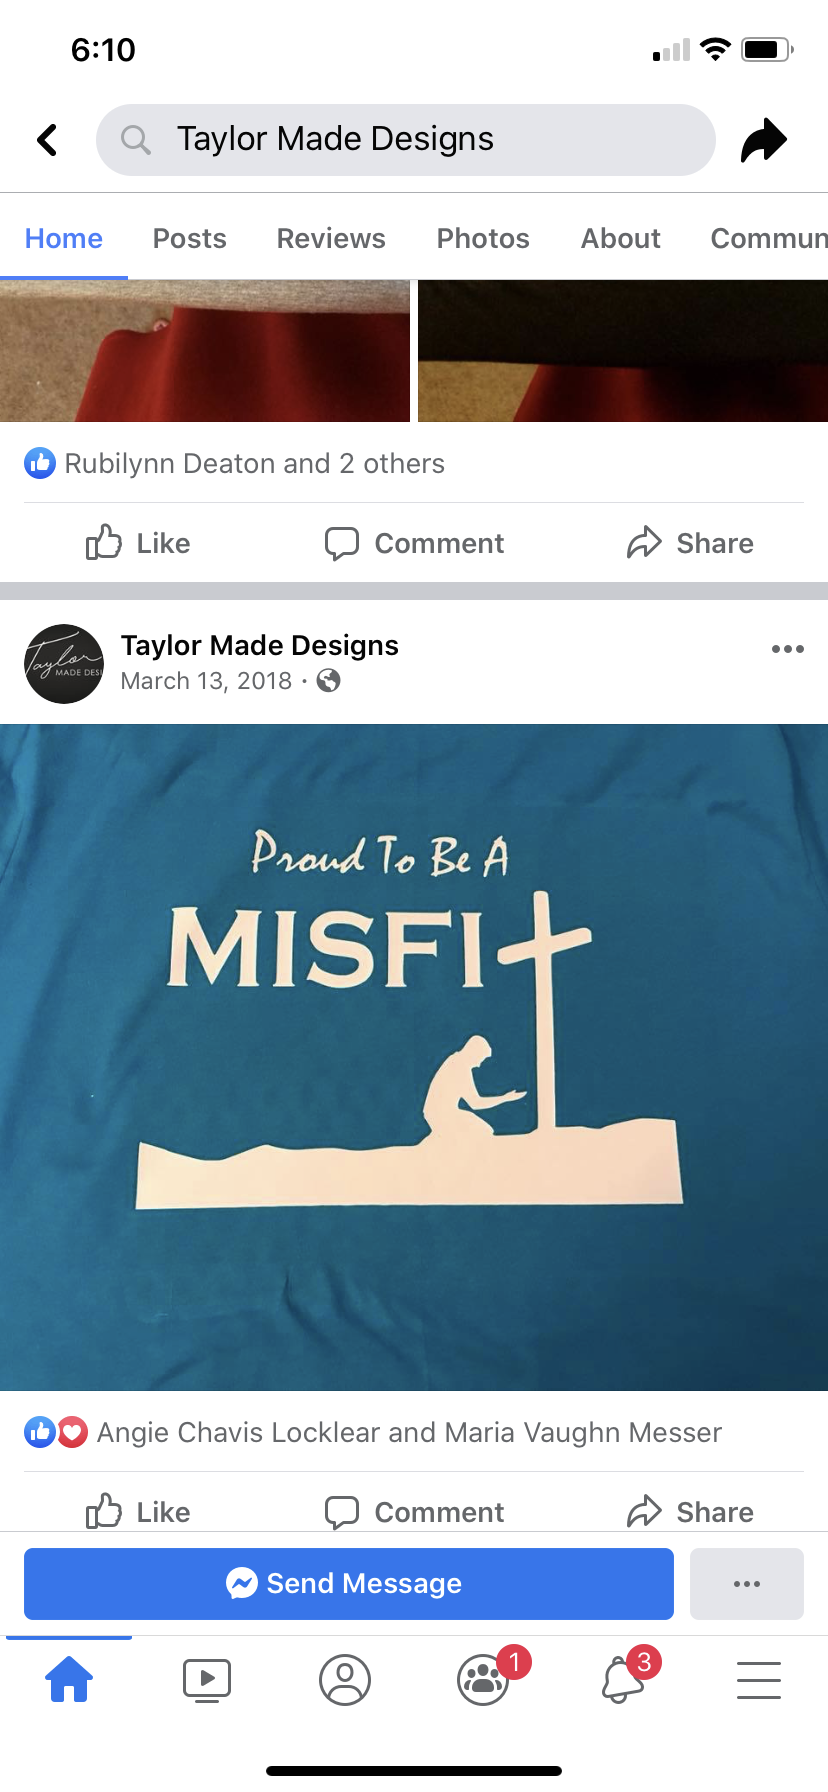 6:10
Taylor Made Designs
Home Posts Reviews Photos About Commun
Rubilynn Deaton and 2 others
Like Comment Share
Taylor Made Designs
Taylor
MADE DESI
March 13, 2018 ·
Proud To Be A
MISFIT
Angie Chavis Locklear and Maria Vaughn Messer
Like Comment Share
Send Message
1
3